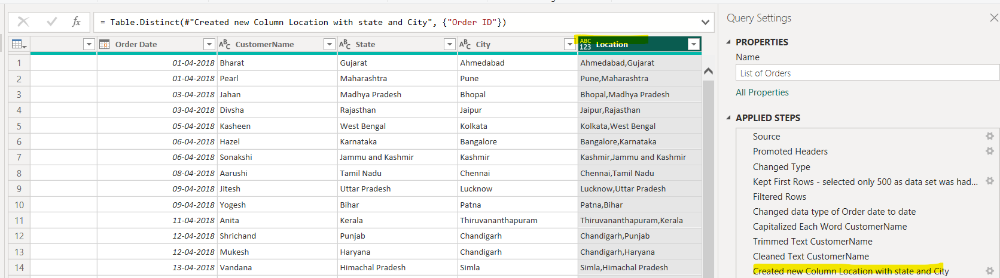 fx = Table.Distinct(#"Created new Column Location with state and City", {"Order ID"})
Order Date ABC CustomerName ABC State ABC City ABC 123 Location
1 01-04-2018 Bharat Gujarat Ahmedabad Ahmedabad,Gujarat
2 01-04-2018 Pearl Maharashtra Pune Pune,Maharashtra
3 03-04-2018 Jahan Madhya Pradesh Bhopal Bhopal,Madhya Pradesh
4 03-04-2018 Divsha Rajasthan Jaipur Jaipur,Rajasthan
5 05-04-2018 Kasheen West Bengal Kolkata Kolkata,West Bengal
6 06-04-2018 Hazel Karnataka Bangalore Bangalore,Karnataka
7 06-04-2018 Sonakshi Jammu and Kashmir Kashmir Kashmir,Jammu and Kashmir
8 08-04-2018 Aarushi Tamil Nadu Chennai Chennai,Tamil Nadu
9 09-04-2018 Jitesh Uttar Pradesh Lucknow Lucknow,Uttar Pradesh
10 09-04-2018 Yogesh Bihar Patna Patna,Bihar
11 11-04-2018 Anita Kerala Thiruvananthapuram Thiruvananthapuram,Kerala
12 12-04-2018 Shrichand Punjab Chandigarh Chandigarh,Punjab
13 12-04-2018 Mukesh Haryana Chandigarh Chandigarh,Haryana
14 13-04-2018 Vandana Himachal Pradesh Simla Simla,Himachal Pradesh
Query Settings
PROPERTIES
Name
List of Orders
All Properties
APPLIED STEPS
Source
Promoted Headers
Changed Type
Kept First Rows - selected only 500 as data set was had...
Filtered Rows
Changed data type of Order date to date
Capitalized Each Word CustomerName
Trimmed Text CustomerName
Cleaned Text CustomerName
Created new Column Location with state and City